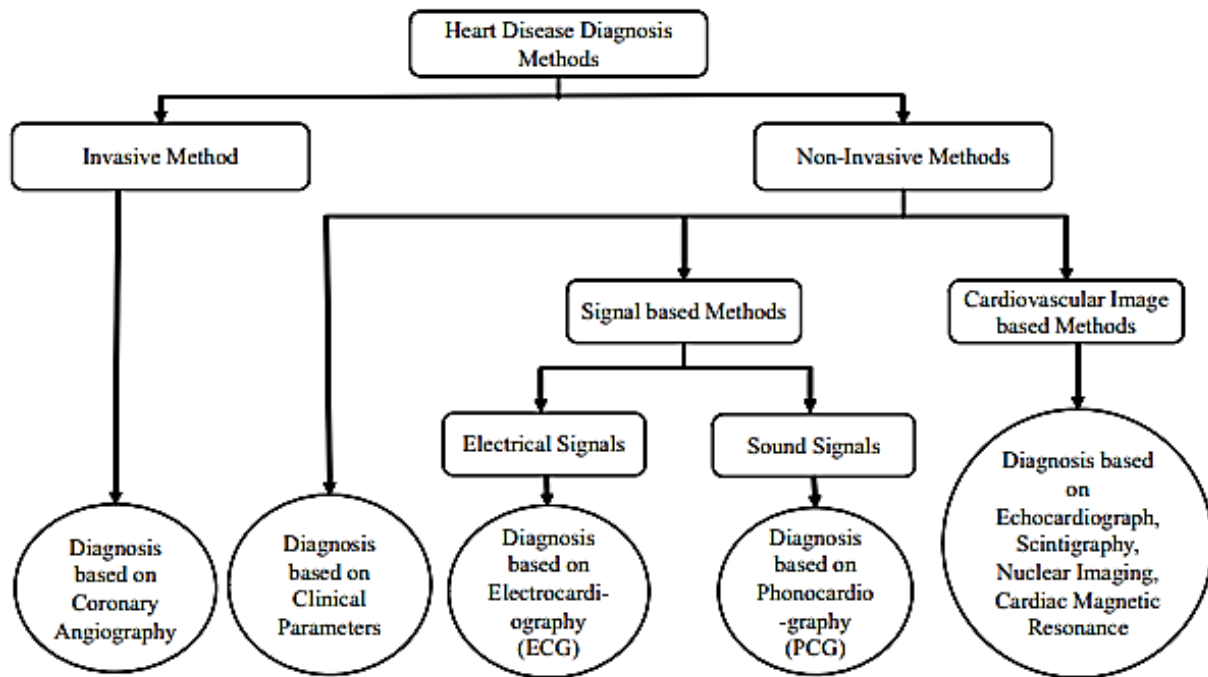 Heart Disease Diagnosis
Methods
Invasive Method
Non-Invasive Methods
Signal based Methods
Cardiovascular Image
based Methods
Electrical Signals
Sound Signals
Diagnosis
based on
Coronary
Angiography
Diagnosis
based on
Clinical
Parameters
Diagnosis
based on
Electrocardi-
ography
(ECG)
Diagnosis
based on
Phonocardio
-graphy
(PCG)
Diagnosis based
on
Echocardiograph,
Scintigraphy,
Nuclear Imaging,
Cardiac Magnetic
Resonance